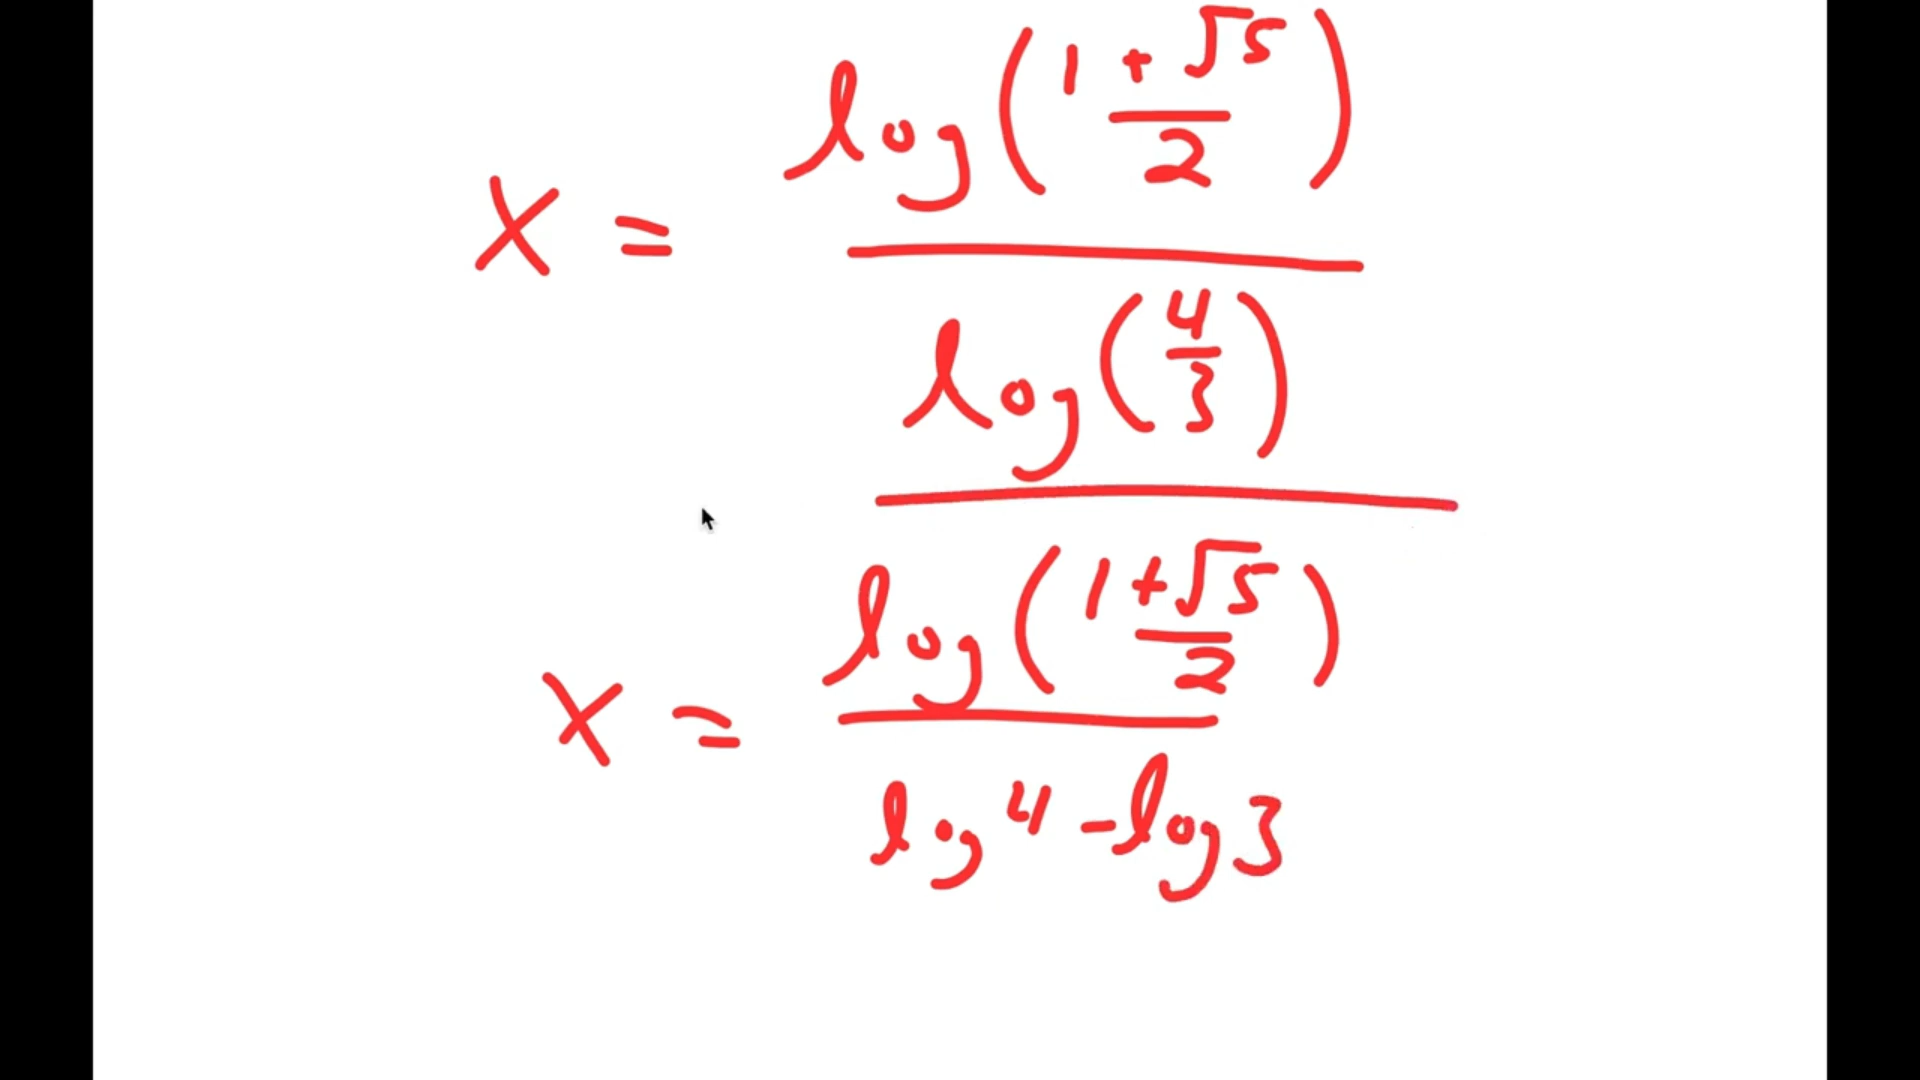 x = log((1 + √5)/2) / log(4/3)
x = log((1 + √5)/2) / log 4 - log 3